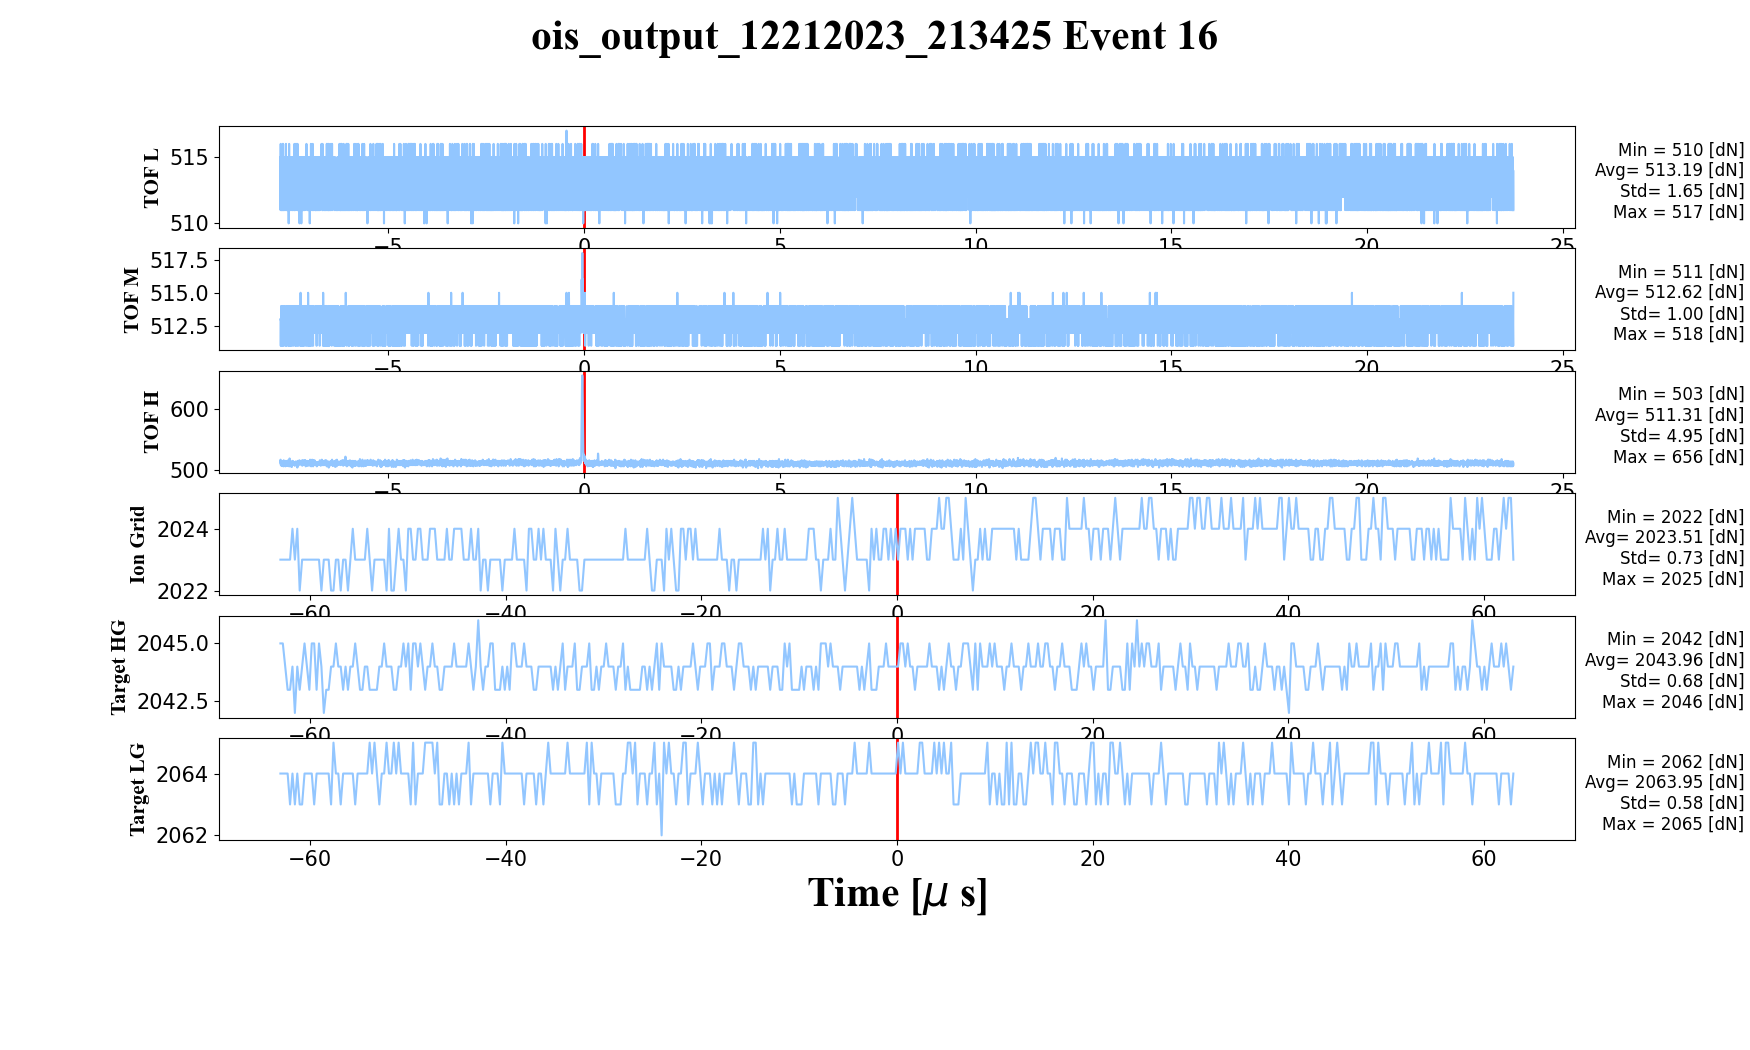 ois_output_12212023_213425 Event 16
TOF L
515
510
−5 0 5 10 15 20 25
Min = 510 [dN]
Avg= 513.19 [dN]
Std= 1.65 [dN]
Max = 517 [dN]
TOF M
517.5
515.0
512.5
−5 0 5 10 15 20 25
Min = 511 [dN]
Avg= 512.62 [dN]
Std= 1.00 [dN]
Max = 518 [dN]
TOF H
600
500
−5 0 5 10 15 20 25
Min = 503 [dN]
Avg= 511.31 [dN]
Std= 4.95 [dN]
Max = 656 [dN]
Ion Grid
2024
2022
−60 −40 −20 0 20 40 60
Min = 2022 [dN]
Avg= 2023.51 [dN]
Std= 0.73 [dN]
Max = 2025 [dN]
Target HG
2045.0
2042.5
−60 −40 −20 0 20 40 60
Min = 2042 [dN]
Avg= 2043.96 [dN]
Std= 0.68 [dN]
Max = 2046 [dN]
Target LG
2064
2062
−60 −40 −20 0 20 40 60
Min = 2062 [dN]
Avg= 2063.95 [dN]
Std= 0.58 [dN]
Max = 2065 [dN]
Time [μ s]